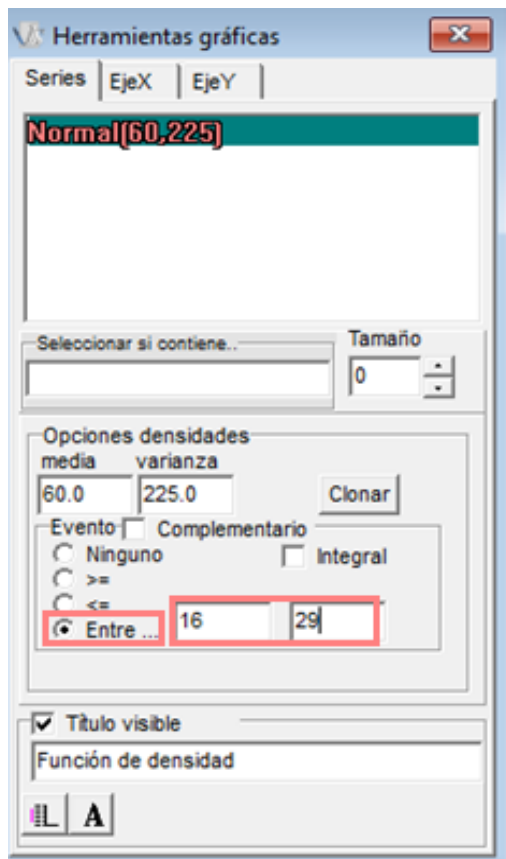 Herramientas gráficas
Series EjeX EjeY
Normal(60,225)
Seleccionar si contiene..
Tamaño
0
Opciones densidades
media varianza
60.0 225.0 Clonar
Evento Complementario
Ninguno Integral
>=
<=
Entre ... 16 29
Título visible
Función de densidad
L A